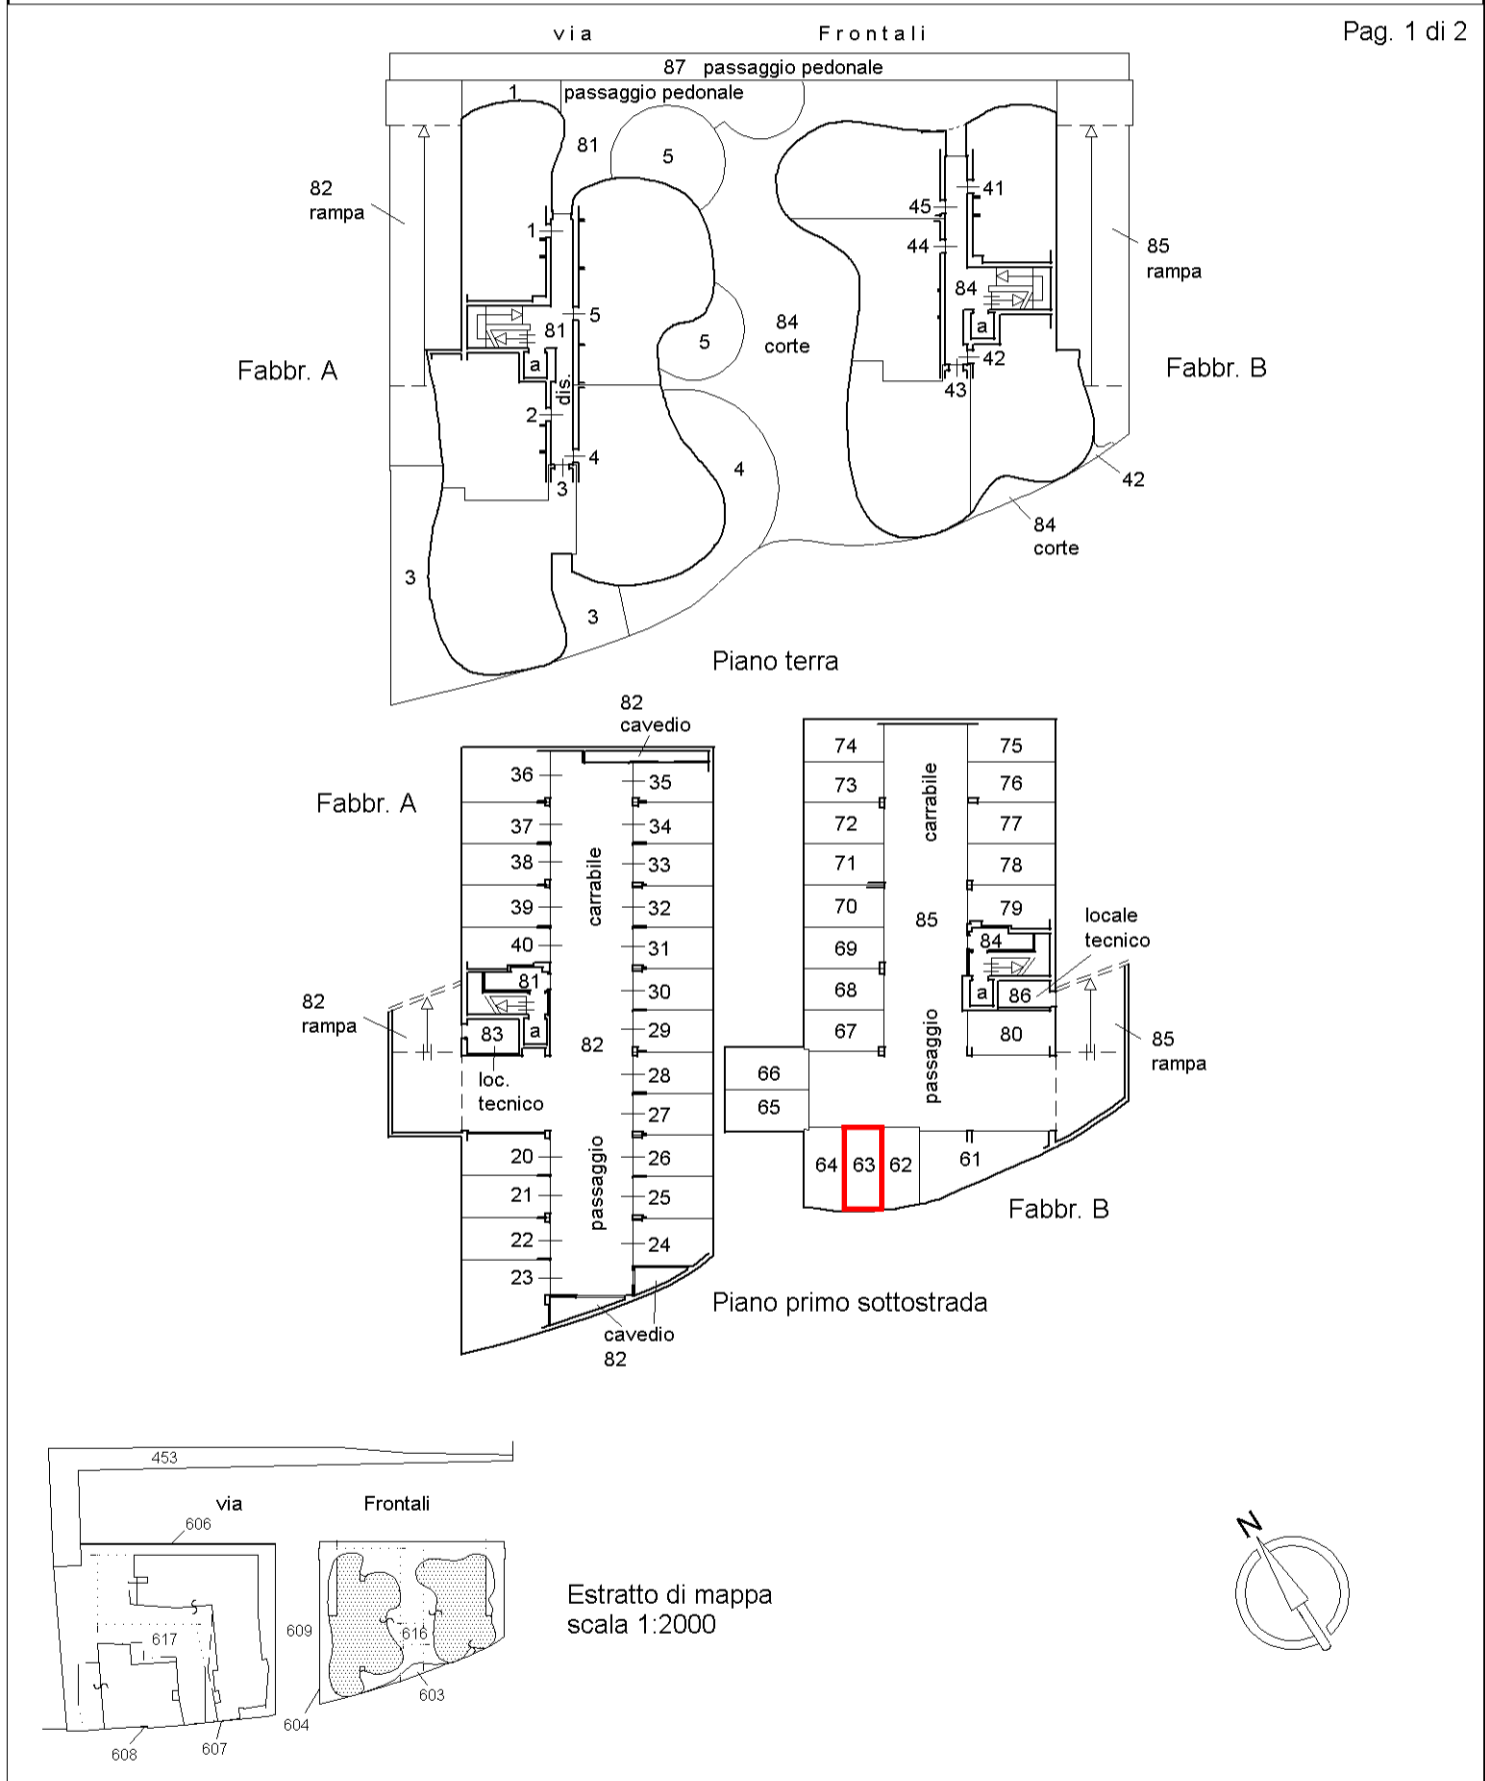 Pag. 1 di 2
via Frontali
87 passaggio pedonale
1 passaggio pedonale
81
5
82
rampa
1
5
81
a
dis.
2
4
3
5
4
3
3
Fabbr. A
84
corte
41
45
44
84
a
42
43
85
rampa
Fabbr. B
42
84
corte
Piano terra
82
cavedio
Fabbr. A
36
35
37
34
38
33
39
32
40
31
carrabile
81
30
83
a
29
82
rampa
82
loc.
tecnico
28
27
20
26
21
25
22
24
23
passaggio
cavedio
82
74
75
73
76
72
77
71
78
70
79
carrabile
85
69
84
locale
tecnico
68
a
86
67
80
passaggio
85
rampa
66
65
64
63
62
61
Fabbr. B
Piano primo sottostrada
453
via Frontali
606
617
609
616
603
604
607
608
Estratto di mappa
scala 1:2000
N